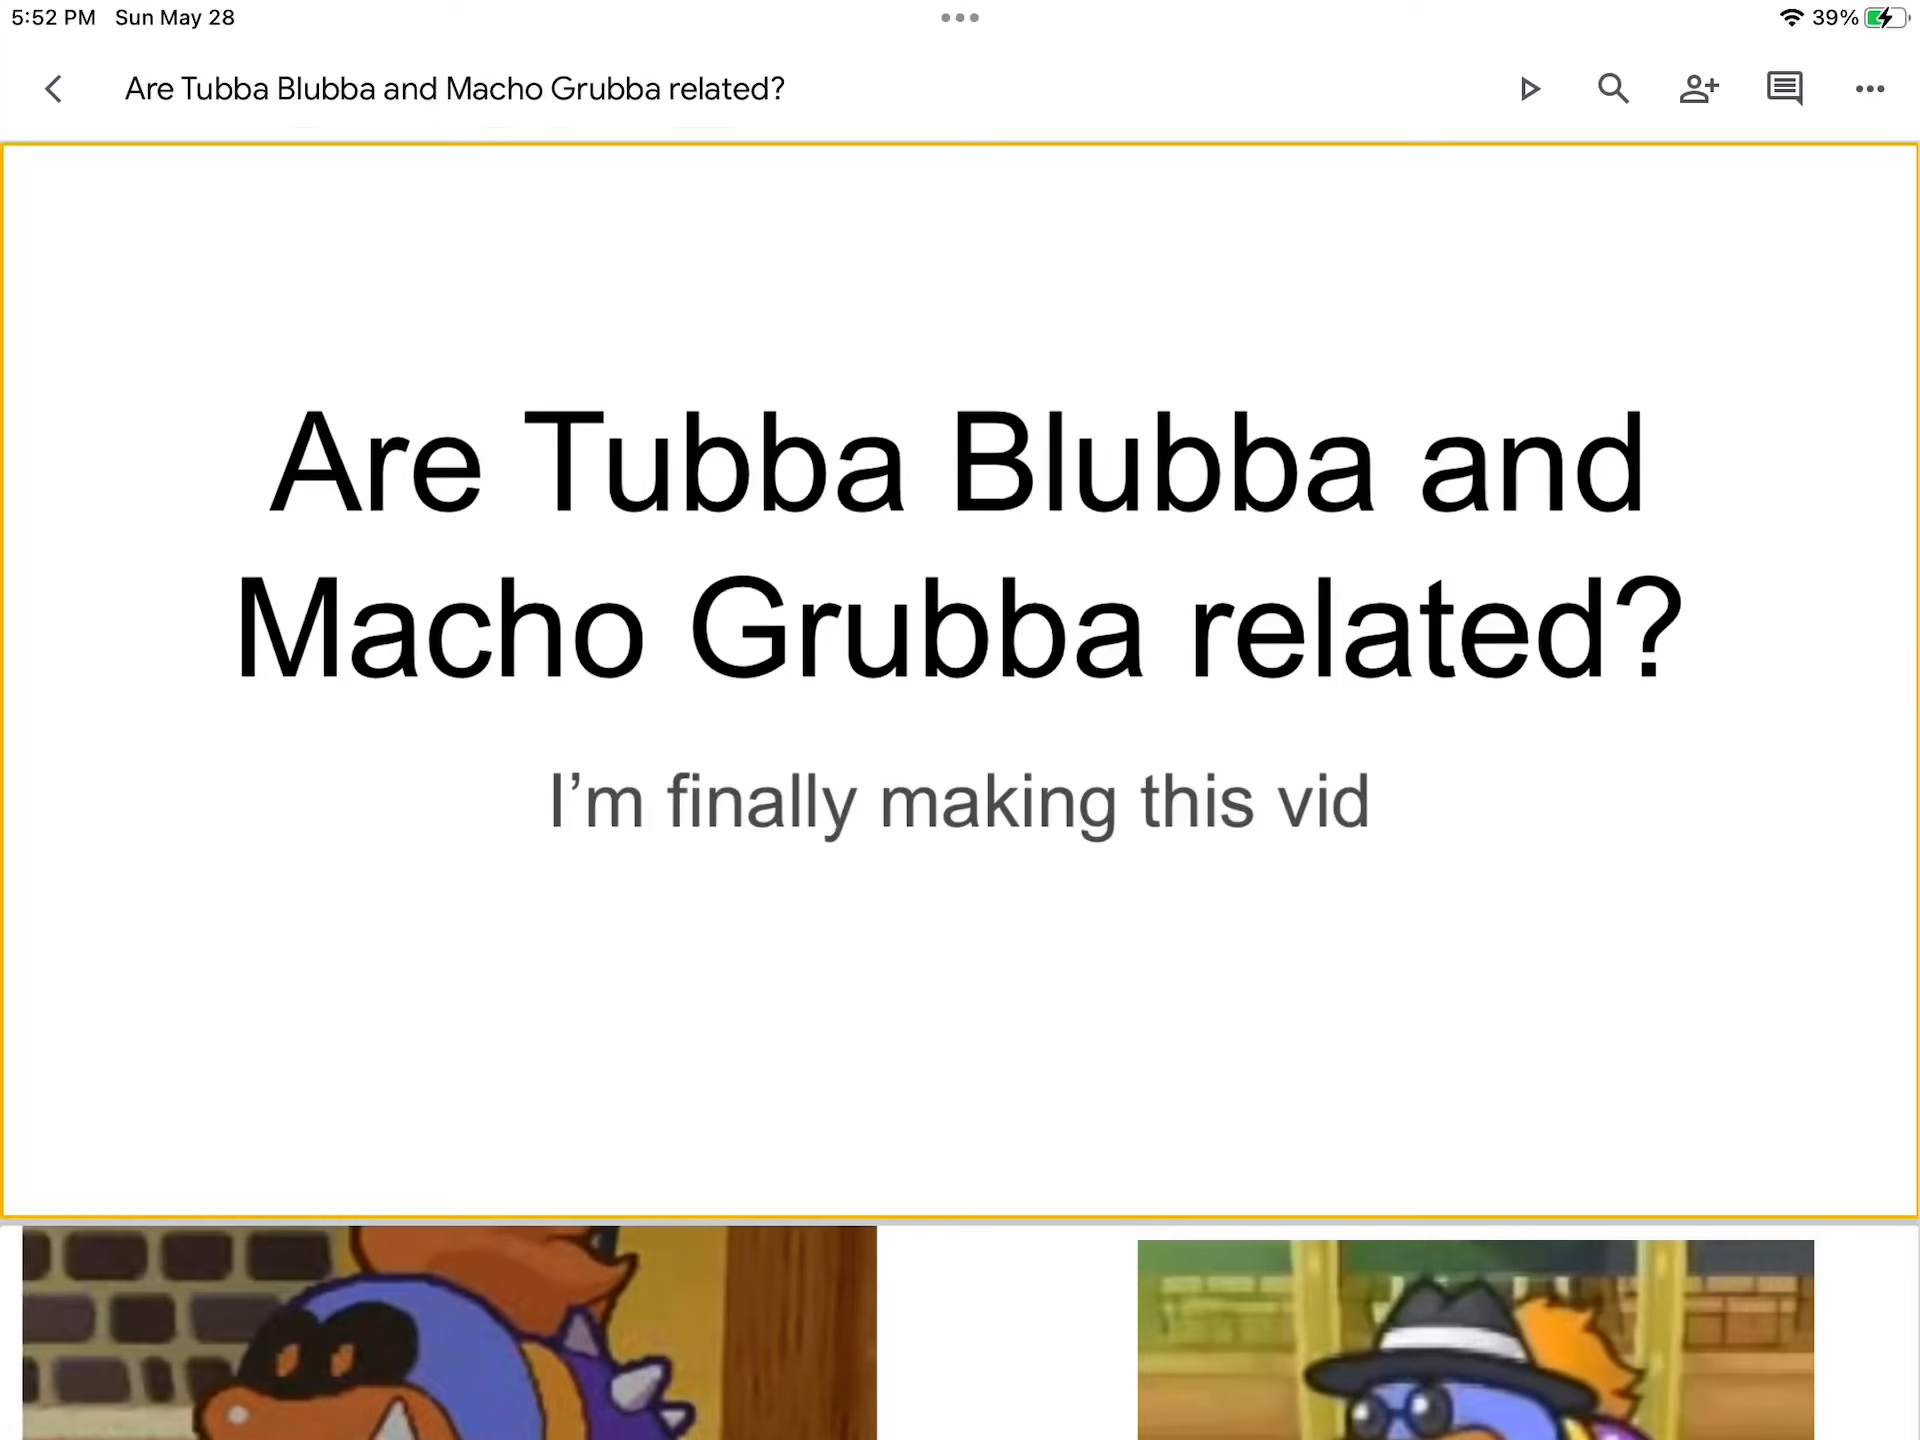 5:52 PM Sun May 28
39%
Are Tubba Blubba and Macho Grubba related?
Are Tubba Blubba and
Macho Grubba related?
I’m finally making this vid